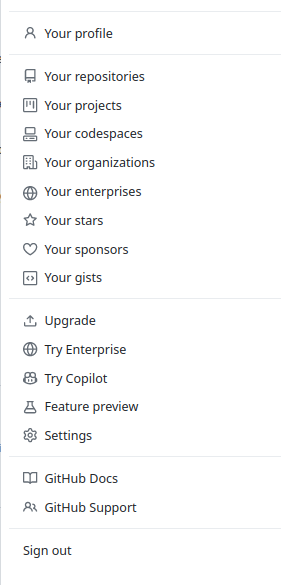 Your profile
Your repositories
Your projects
Your codespaces
Your organizations
Your enterprises
Your stars
Your sponsors
Your gists
Upgrade
Try Enterprise
Try Copilot
Feature preview
Settings
GitHub Docs
GitHub Support
Sign out